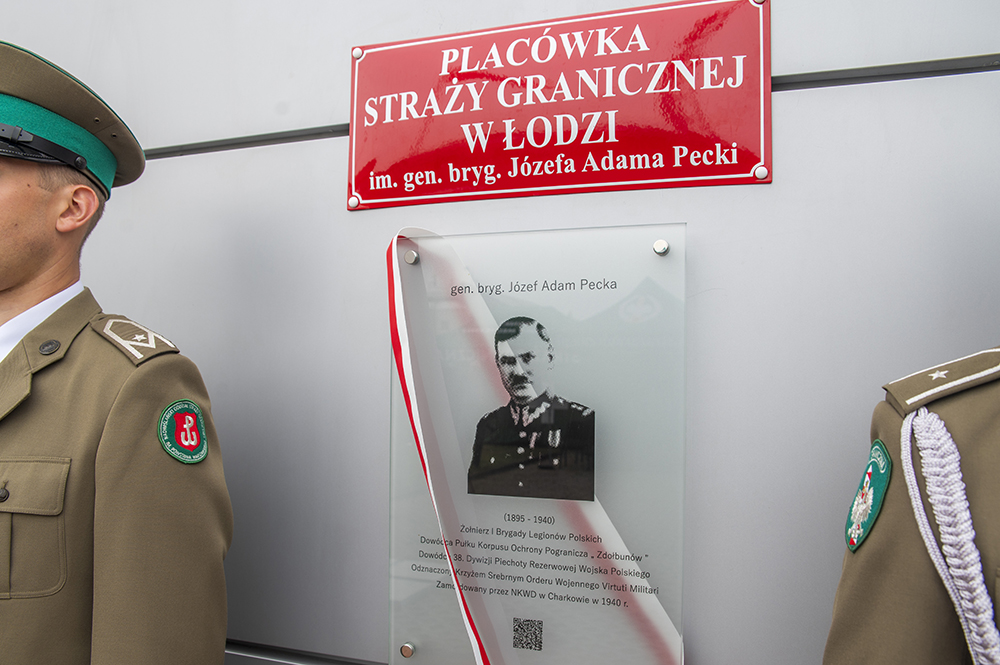 PLACÓWKA
STRAŻY GRANICZNEJ
W ŁODZI
im. gen. bryg. Józefa Adama Pecki
gen. bryg. Józef Adam Pecka
(1895 - 1940)
Żołnierz I Brygady Legionów Polskich
Dowódca Pułku Korpusu Ochrony Pogranicza „ Zdołbunów "
Dowódca 38. Dywizji Piechoty Rezerwowej Wojska Polskiego
Odznaczony Krzyżem Srebrnym Orderu Wojennego Virtuti Militari
Zamordowany przez NKWD w Charkowie w 1940 r.